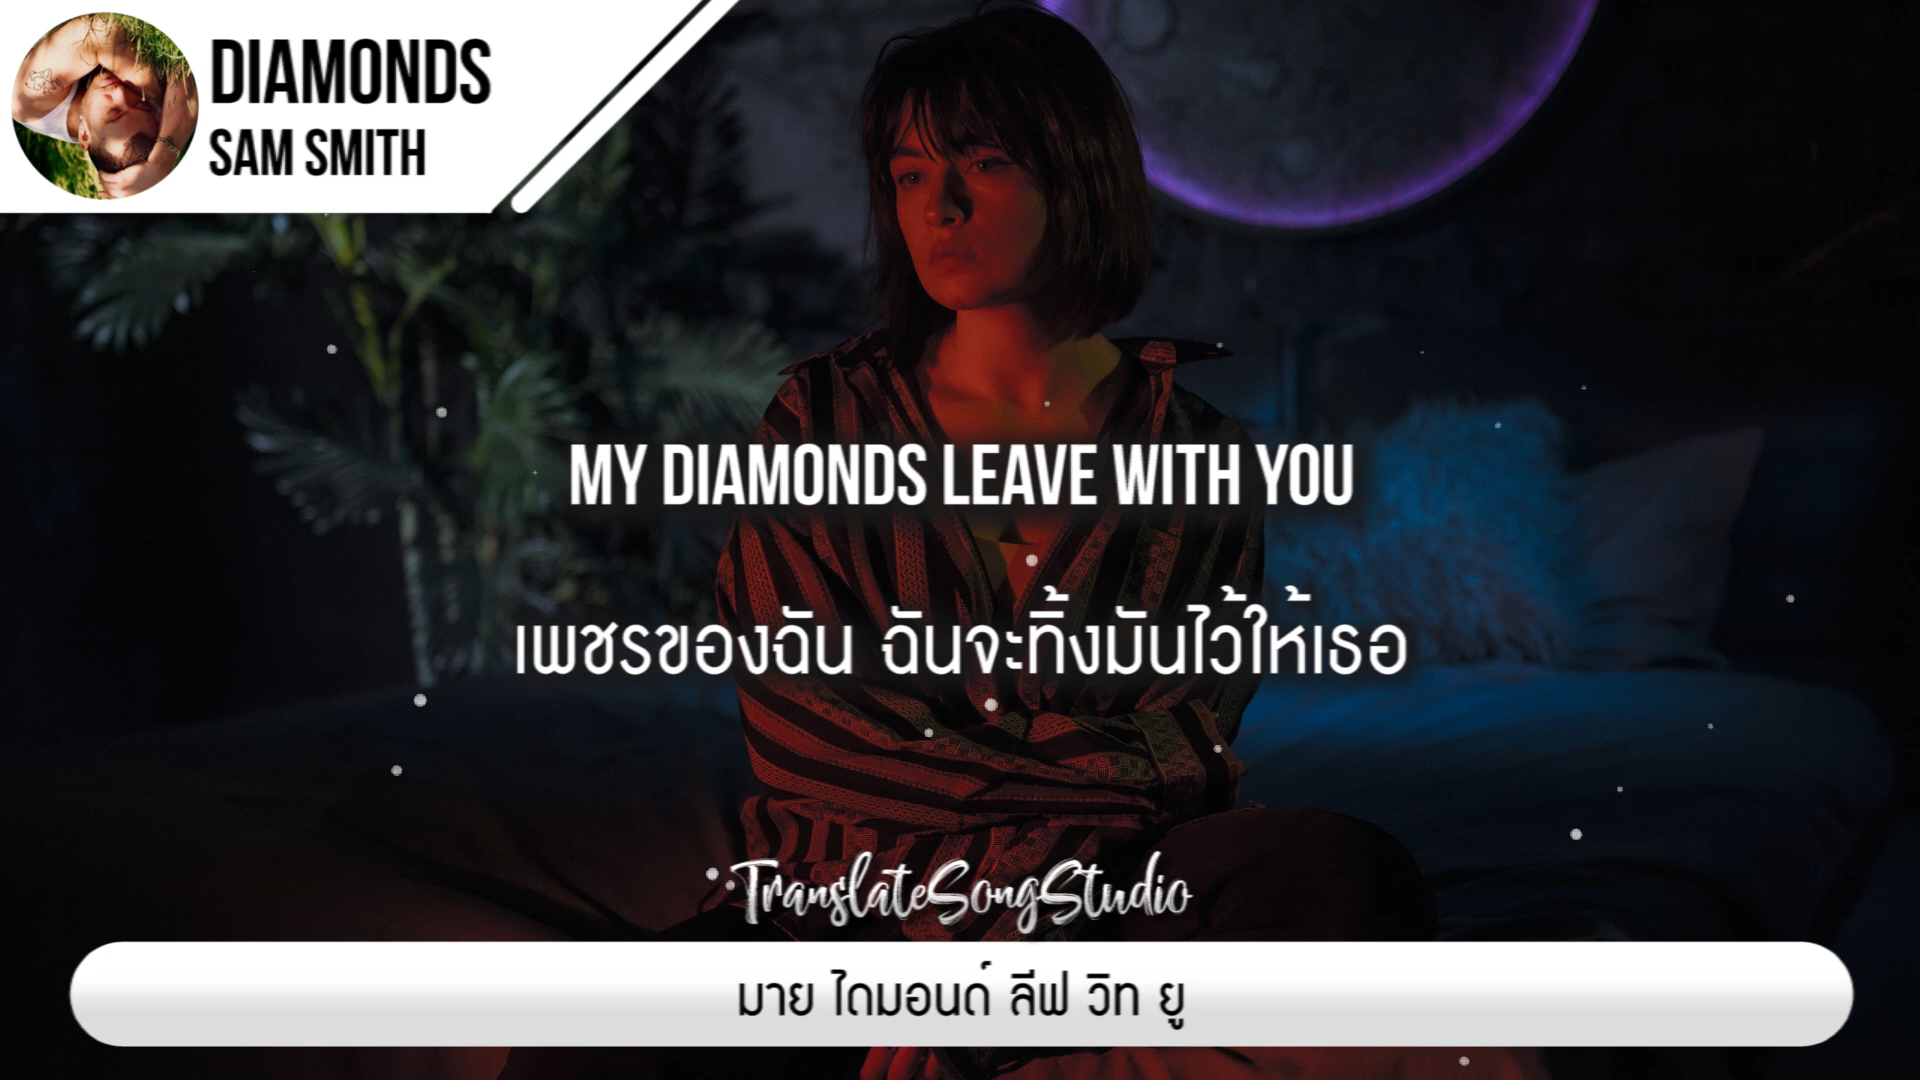 DIAMONDS
SAM SMITH
MY DIAMONDS LEAVE WITH YOU
เพชรของฉัน ฉันจะทิ้งมันไว้ให้เธอ
TranslateSongStudio
มาย ไดมอนด์ ลีฟ วิท ยู